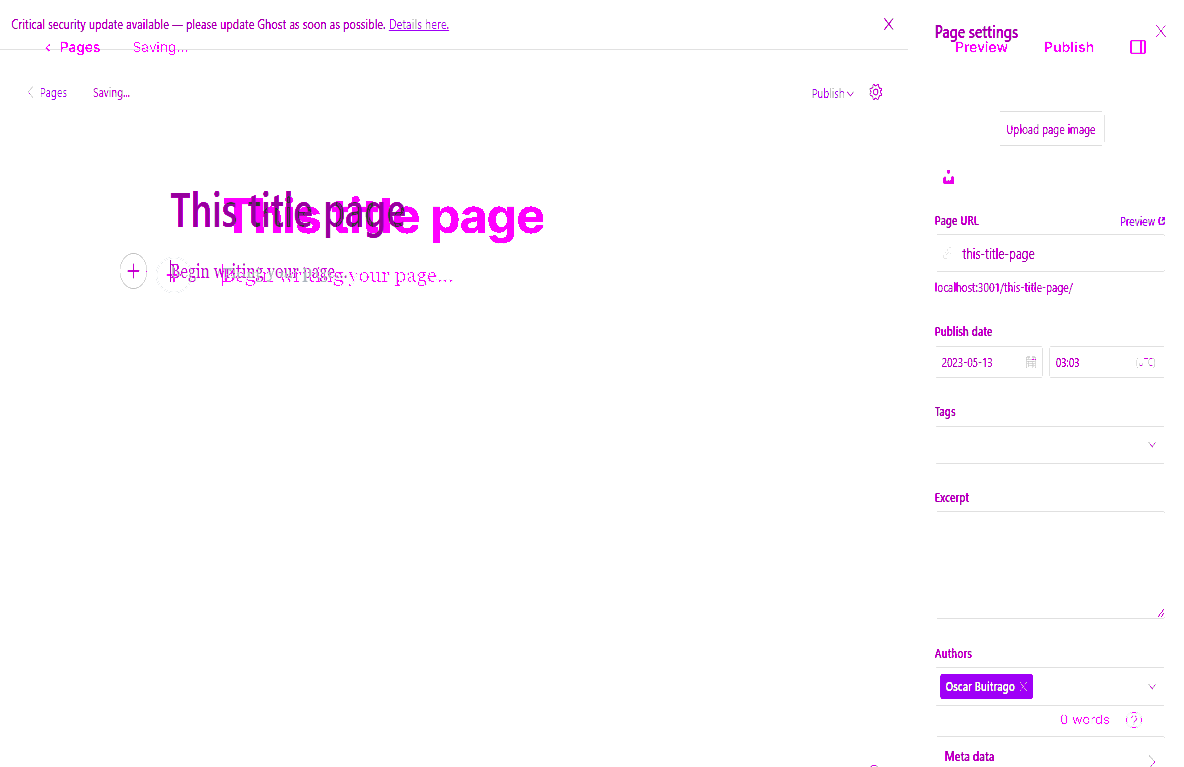 Critical security update available — please update Ghost as soon as possible. Details here.
Page settings
Pages Saving...
Preview Publish
Pages Saving...
Publish
Upload page image
This title page
This title page
Page URL Preview
this-title-page
Begin writing your page...
Begin writing your page...
localhost:3001/this-title-page/
Publish date
2023-05-13 03:03 UTC
Tags
Excerpt
Authors
Oscar Buitrago
0 words
Meta data